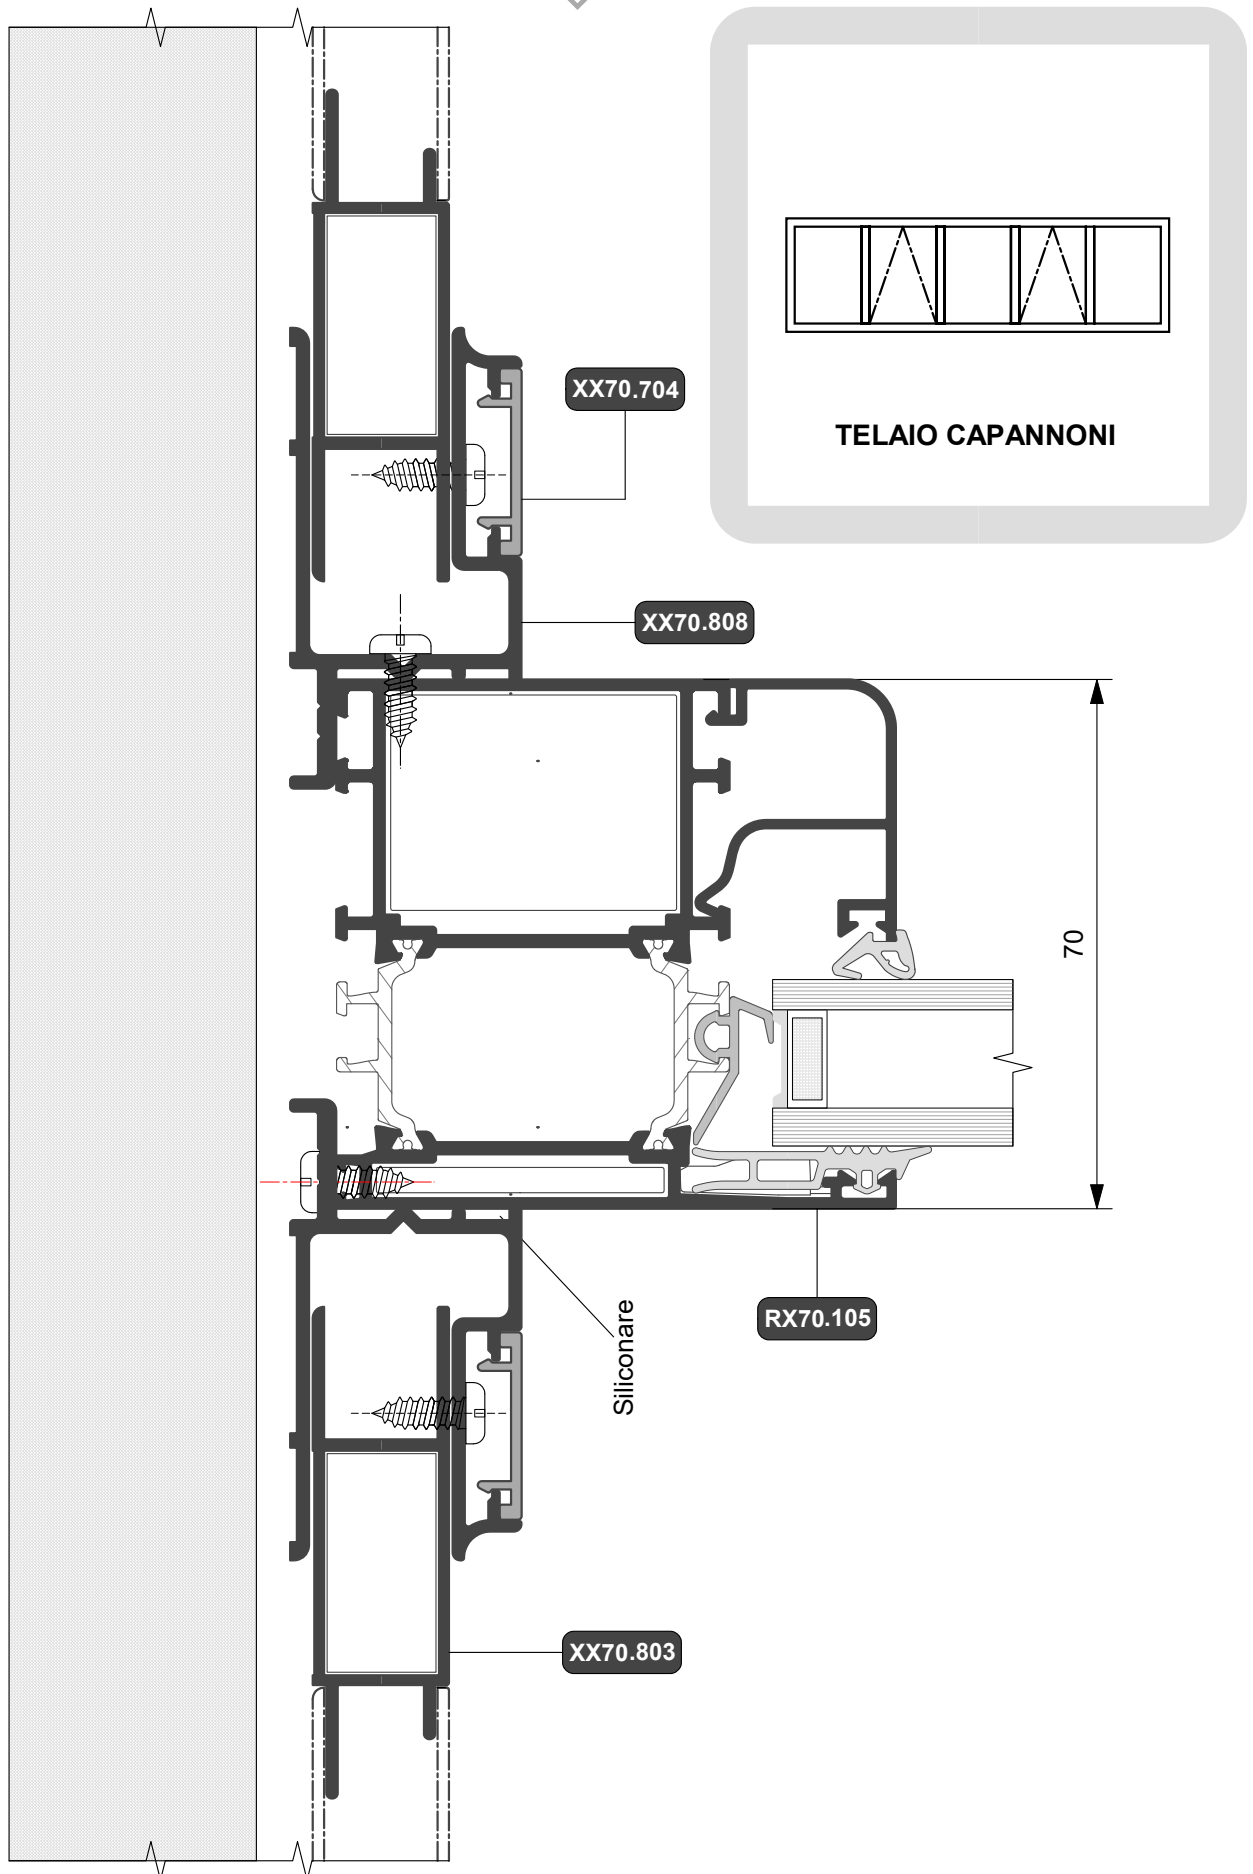 XX70.704
TELAIO CAPANNONI
XX70.808
70
RX70.105
Siliconare
XX70.803